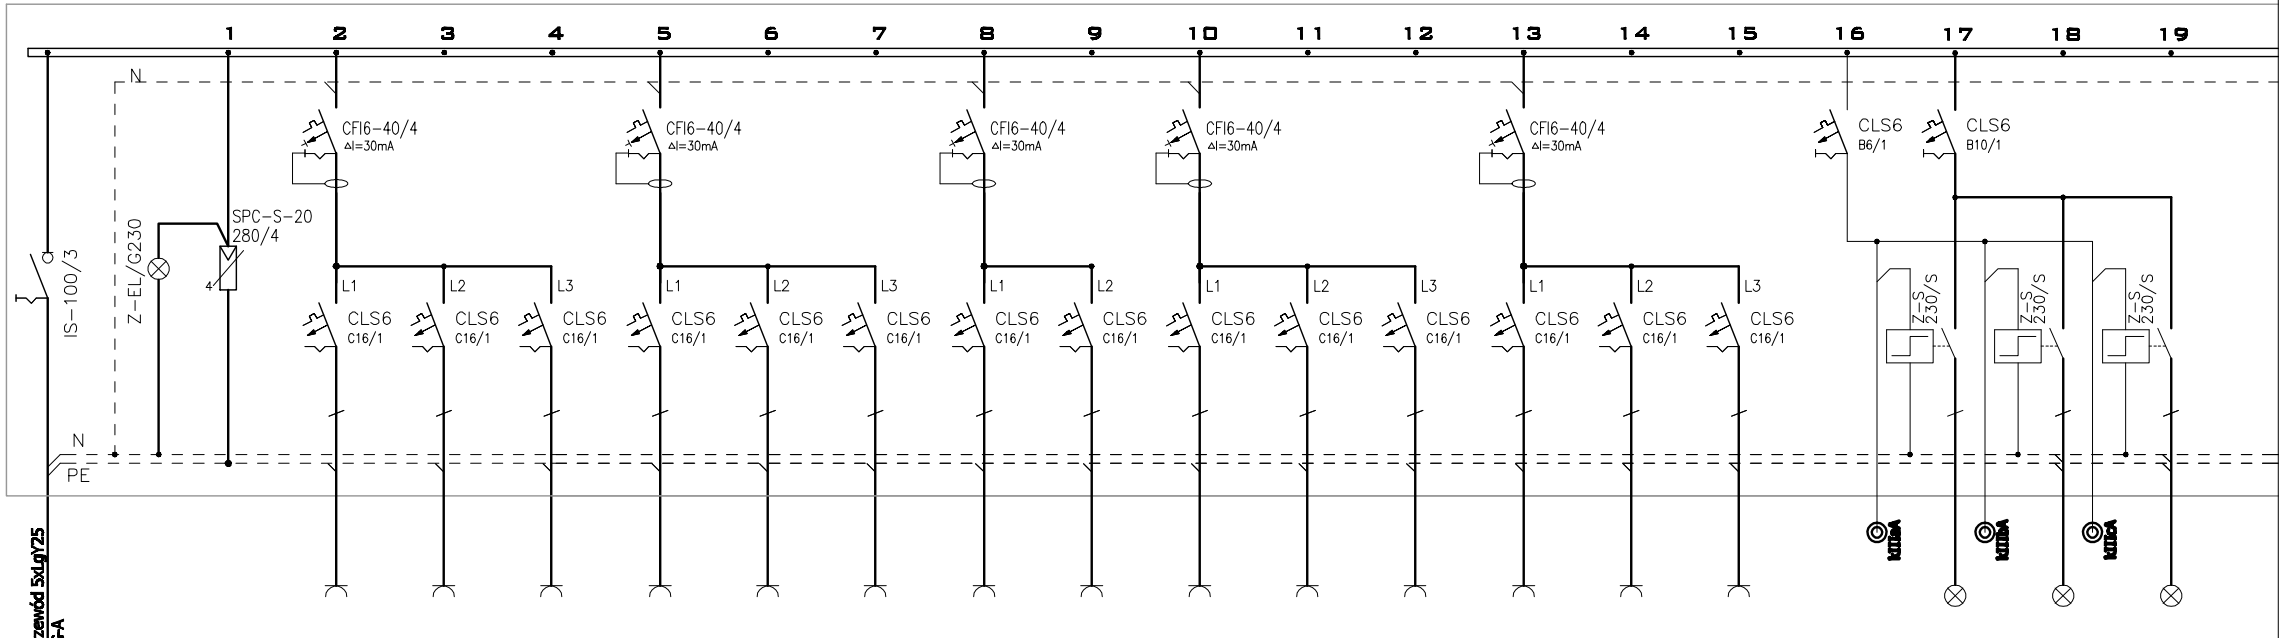 1 2 3 4 5 6 7 8 9 10 11 12 13 14 15 16 17 18 19
N
CFI6-40/4
ΔI=30mA
CFI6-40/4
ΔI=30mA
CFI6-40/4
ΔI=30mA
CFI6-40/4
ΔI=30mA
CFI6-40/4
ΔI=30mA
CLS6
B6/1
CLS6
B10/1
IS-100/3
Z-EL/G230
SPC-S-20
280/4
4
L1
CLS6
C16/1
L2
CLS6
C16/1
L3
CLS6
C16/1
L1
CLS6
C16/1
L2
CLS6
C16/1
L3
CLS6
C16/1
L1
CLS6
C16/1
L2
CLS6
C16/1
L1
CLS6
C16/1
L2
CLS6
C16/1
L3
CLS6
C16/1
L1
CLS6
C16/1
L2
CLS6
C16/1
L3
CLS6
C16/1
Z-S
230/S
Z-S
230/S
Z-S
230/S
N
PE
zewód 5xLgY25